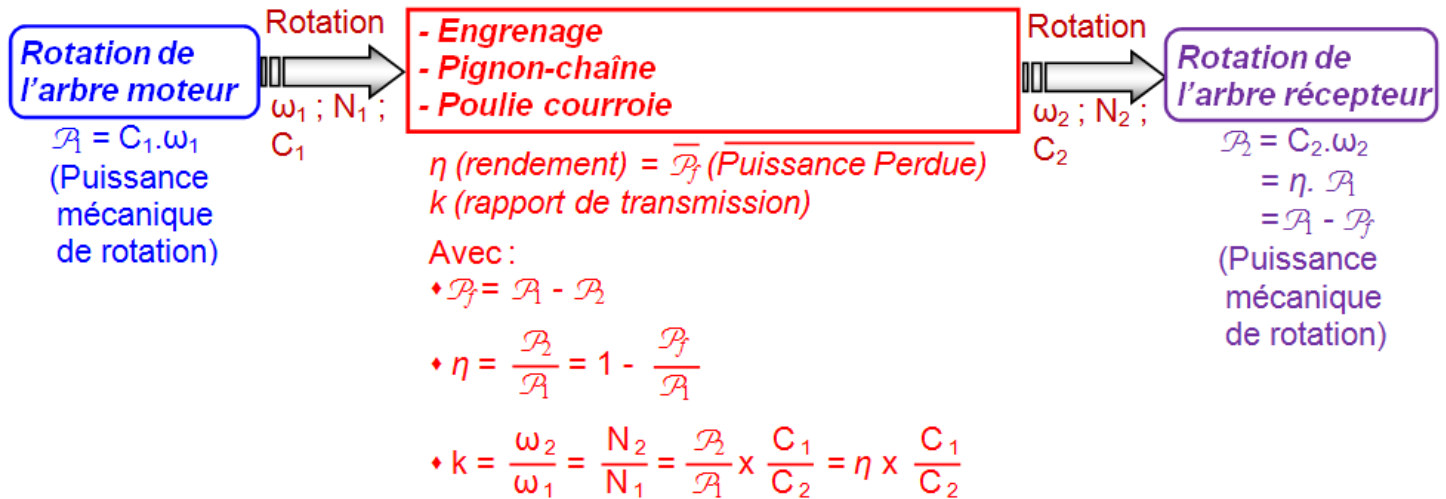 Rotation de
l’arbre moteur
𝒫1 = C1.ω1
(Puissance
mécanique
de rotation)
Rotation
ω1 ; N1 ;
C1
- Engrenage
- Pignon-chaîne
- Poulie courroie
η (rendement) = 𝒫f (Puissance Perdue)
k (rapport de transmission)
Avec :
♦ 𝒫f = 𝒫1 - 𝒫2
♦ η = 𝒫2/𝒫1 = 1 - 𝒫f/𝒫1
♦ k = ω2/ω1 = N2/N1 = 𝒫2/𝒫1 x C1/C2 = η x C1/C2
Rotation
ω2 ; N2 ;
C2
Rotation de
l’arbre récepteur
𝒫2 = C2.ω2
= η. 𝒫1
= 𝒫1 - 𝒫f
(Puissance
mécanique
de rotation)